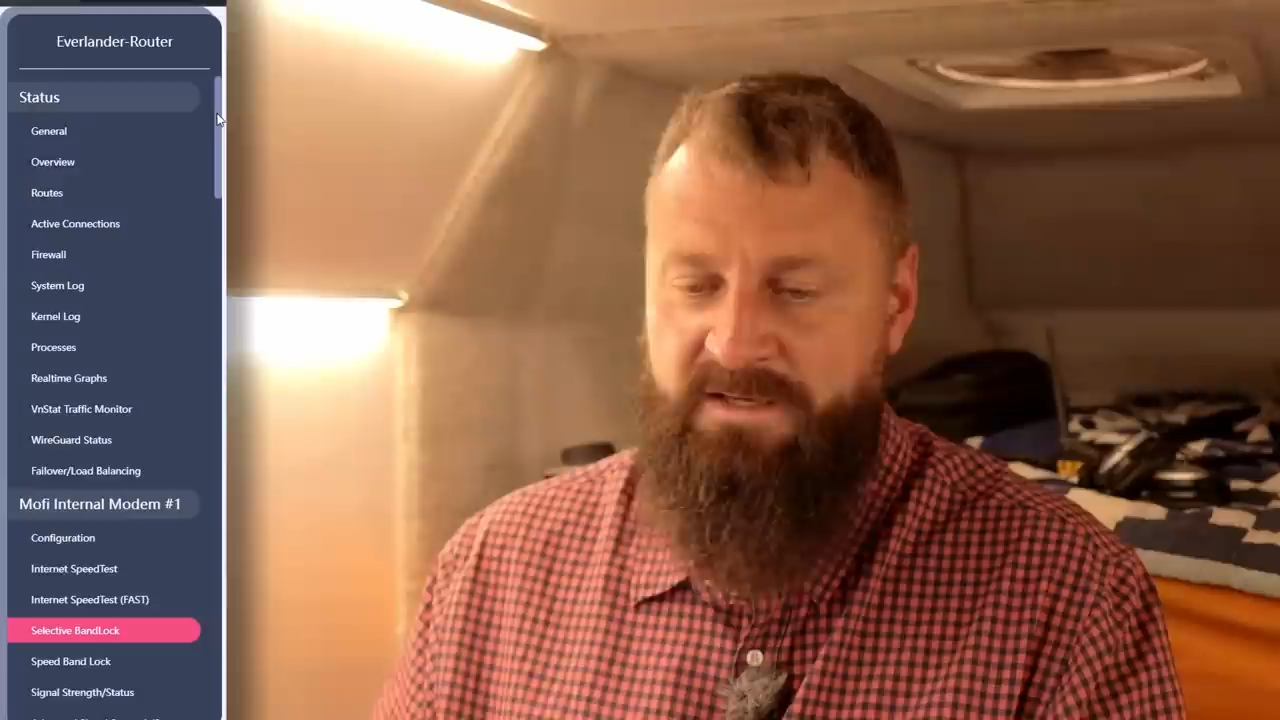 Everlander-Router
Status
General
Overview
Routes
Active Connections
Firewall
System Log
Kernel Log
Processes
Realtime Graphs
VnStat Traffic Monitor
WireGuard Status
Failover/Load Balancing
Mofi Internal Modem #1
Configuration
Internet SpeedTest
Internet SpeedTest (FAST)
Selective BandLock
Speed Band Lock
Signal Strength/Status